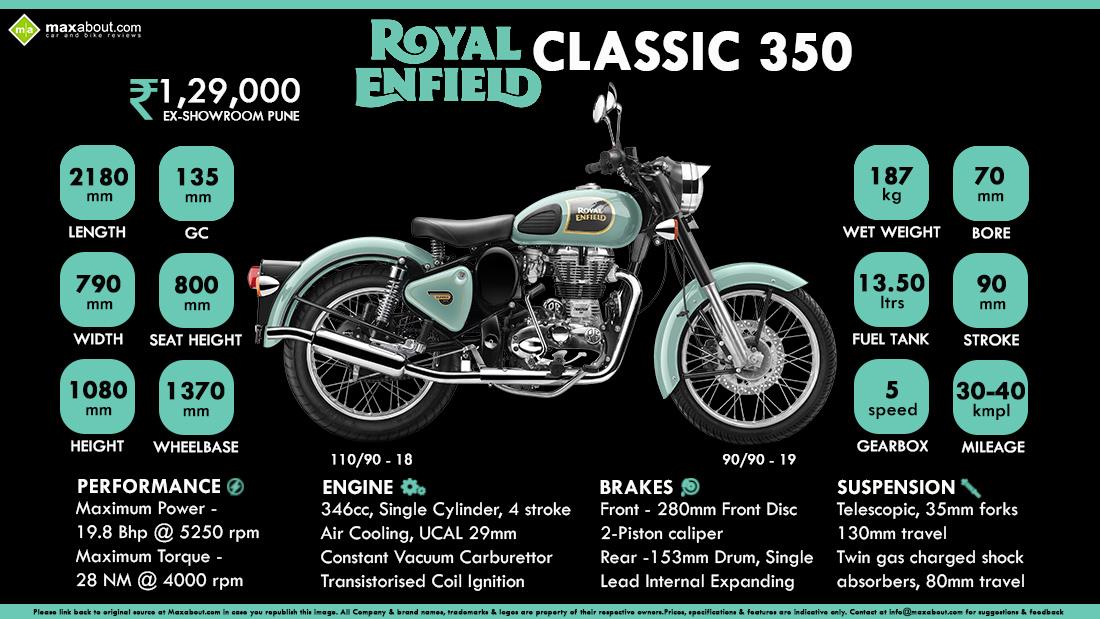 m|a maxabout.com
car and bike reviews
ROYAL
ENFIELD
CLASSIC 350
₹1,29,000
EX-SHOWROOM PUNE
2180
mm
LENGTH
135
mm
GC
790
mm
WIDTH
800
mm
SEAT HEIGHT
1080
mm
HEIGHT
1370
mm
WHEELBASE
ROYAL
ENFIELD
187
kg
WET WEIGHT
70
mm
BORE
13.50
ltrs
FUEL TANK
90
mm
STROKE
5
speed
GEARBOX
30-40
kmpl
MILEAGE
110/90 - 18
90/90 - 19
PERFORMANCE
Maximum Power -
19.8 Bhp @ 5250 rpm
Maximum Torque -
28 NM @ 4000 rpm
ENGINE
346cc, Single Cylinder, 4 stroke
Air Cooling, UCAL 29mm
Constant Vacuum Carburettor
Transistorised Coil Ignition
BRAKES
Front - 280mm Front Disc
2-Piston caliper
Rear -153mm Drum, Single
Lead Internal Expanding
SUSPENSION
Telescopic, 35mm forks
130mm travel
Twin gas charged shock
absorbers, 80mm travel
Please link back to original source at Maxabout.com in case you republish this image. All Company & brand names, trademarks & logos are property of their respective owners.Prices, specifications & features are indicative only. Contact at info@maxabout.com for suggestions & feedback